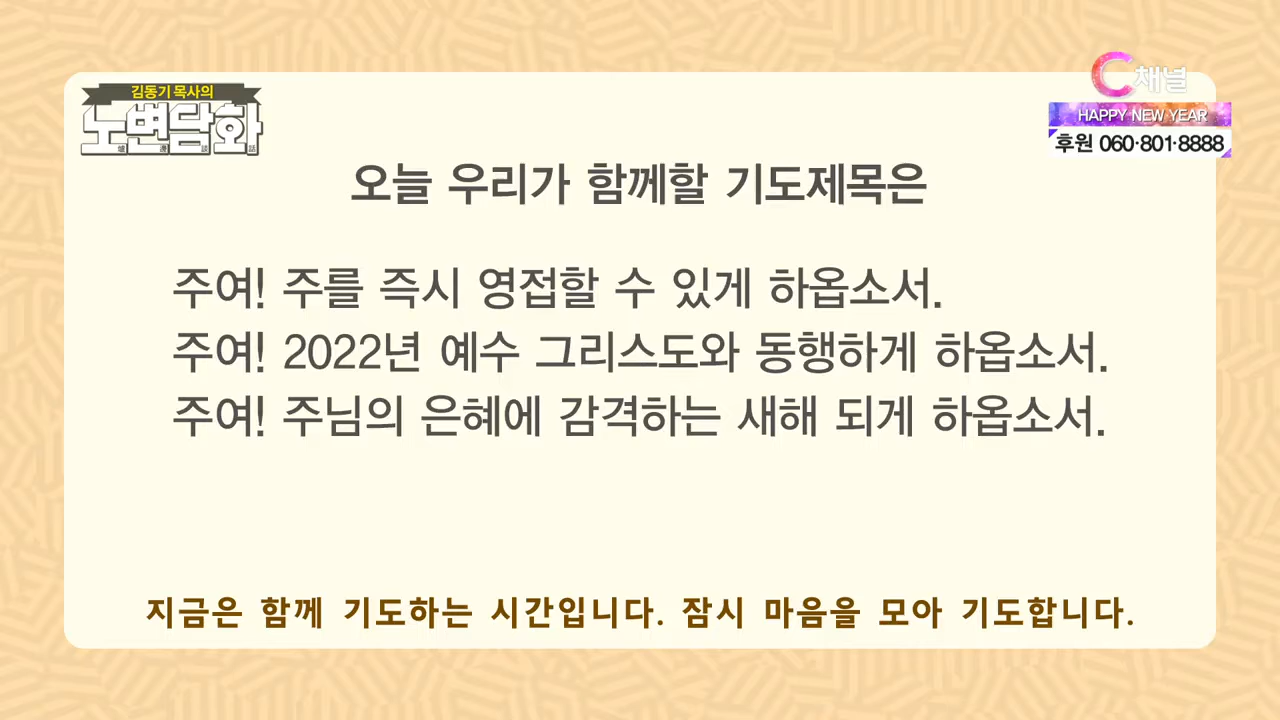 김동기 목사의
노변담화
爐邊談話
C채널
HAPPY NEW YEAR
후원 060·801·8888
오늘 우리가 함께할 기도제목은
주여! 주를 즉시 영접할 수 있게 하옵소서.
주여! 2022년 예수 그리스도와 동행하게 하옵소서.
주여! 주님의 은혜에 감격하는 새해 되게 하옵소서.
지금은 함께 기도하는 시간입니다. 잠시 마음을 모아 기도합니다.